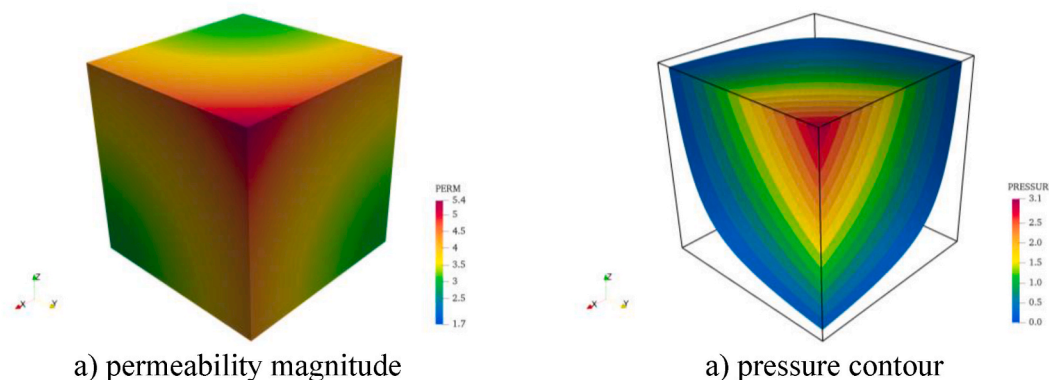 PERM
5.4
5
4.5
4
3.5
3
2.5
1.7
Z
X
Y
a) permeability magnitude
PRESSUR
3.1
2.5
2.0
1.5
1.0
0.5
0.0
Z
X
Y
a) pressure contour